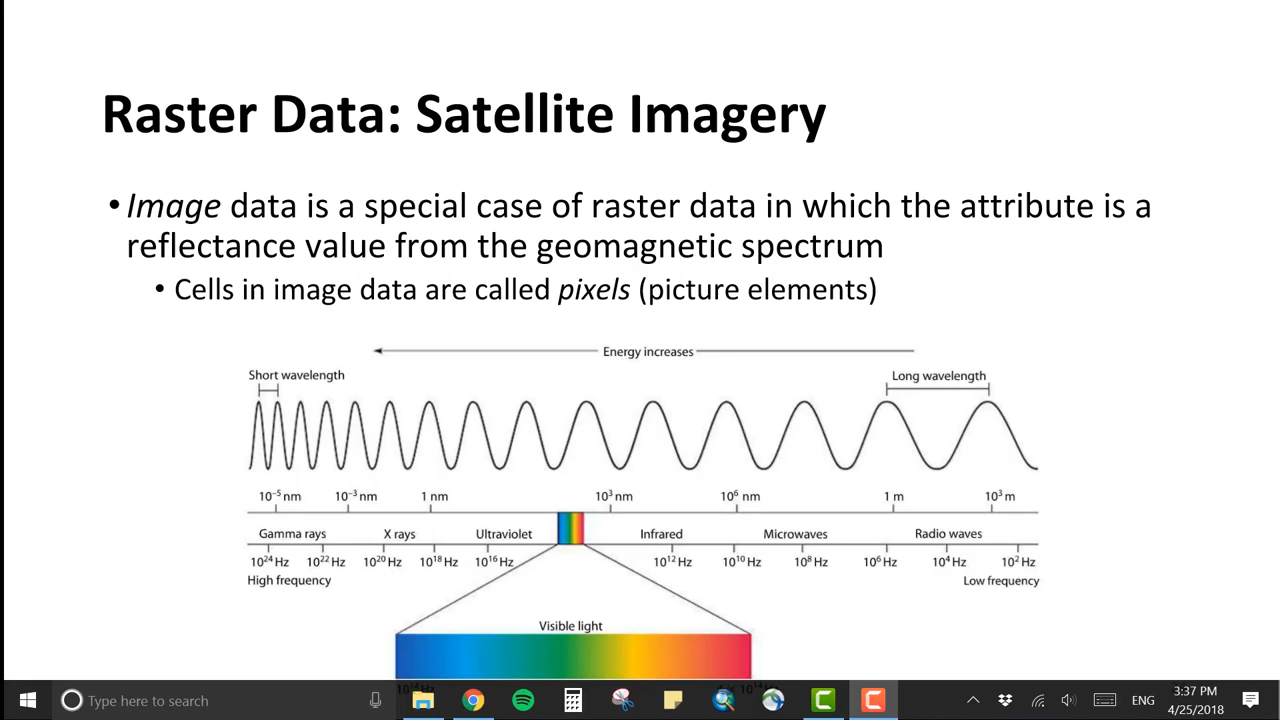 Raster Data: Satellite Imagery
• Image data is a special case of raster data in which the attribute is a
reflectance value from the geomagnetic spectrum
• Cells in image data are called pixels (picture elements)
Energy increases
Short wavelength
Long wavelength
10⁻⁵ nm 10⁻³ nm 1 nm 10³ nm 10⁶ nm 1 m 10³ m
Gamma rays X rays Ultraviolet Infrared Microwaves Radio waves
10²⁴ Hz 10²² Hz 10²⁰ Hz 10¹⁸ Hz 10¹⁶ Hz 10¹² Hz 10¹⁰ Hz 10⁸ Hz 10⁶ Hz 10⁴ Hz 10² Hz
High frequency Low frequency
Visible light
Type here to search
ENG
3:37 PM
4/25/2018